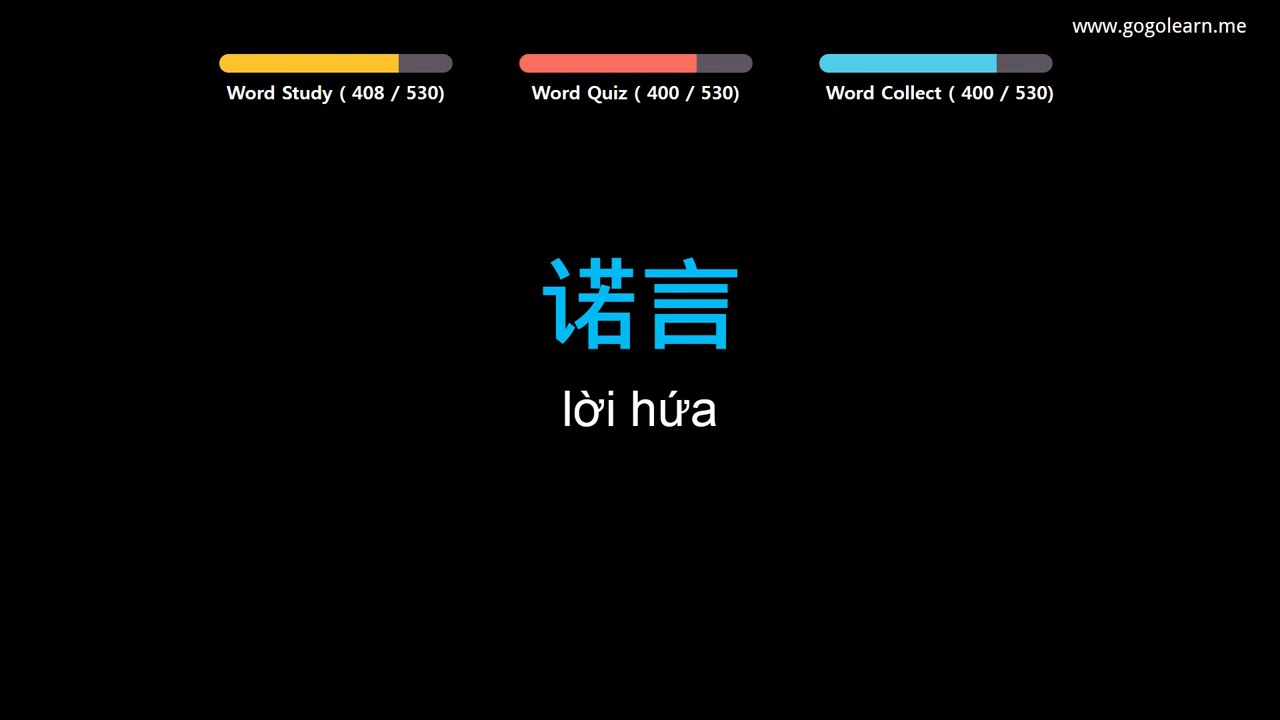 www.gogolearn.me
Word Study ( 408 / 530)
Word Quiz ( 400 / 530)
Word Collect ( 400 / 530)
诺言
lời hứa